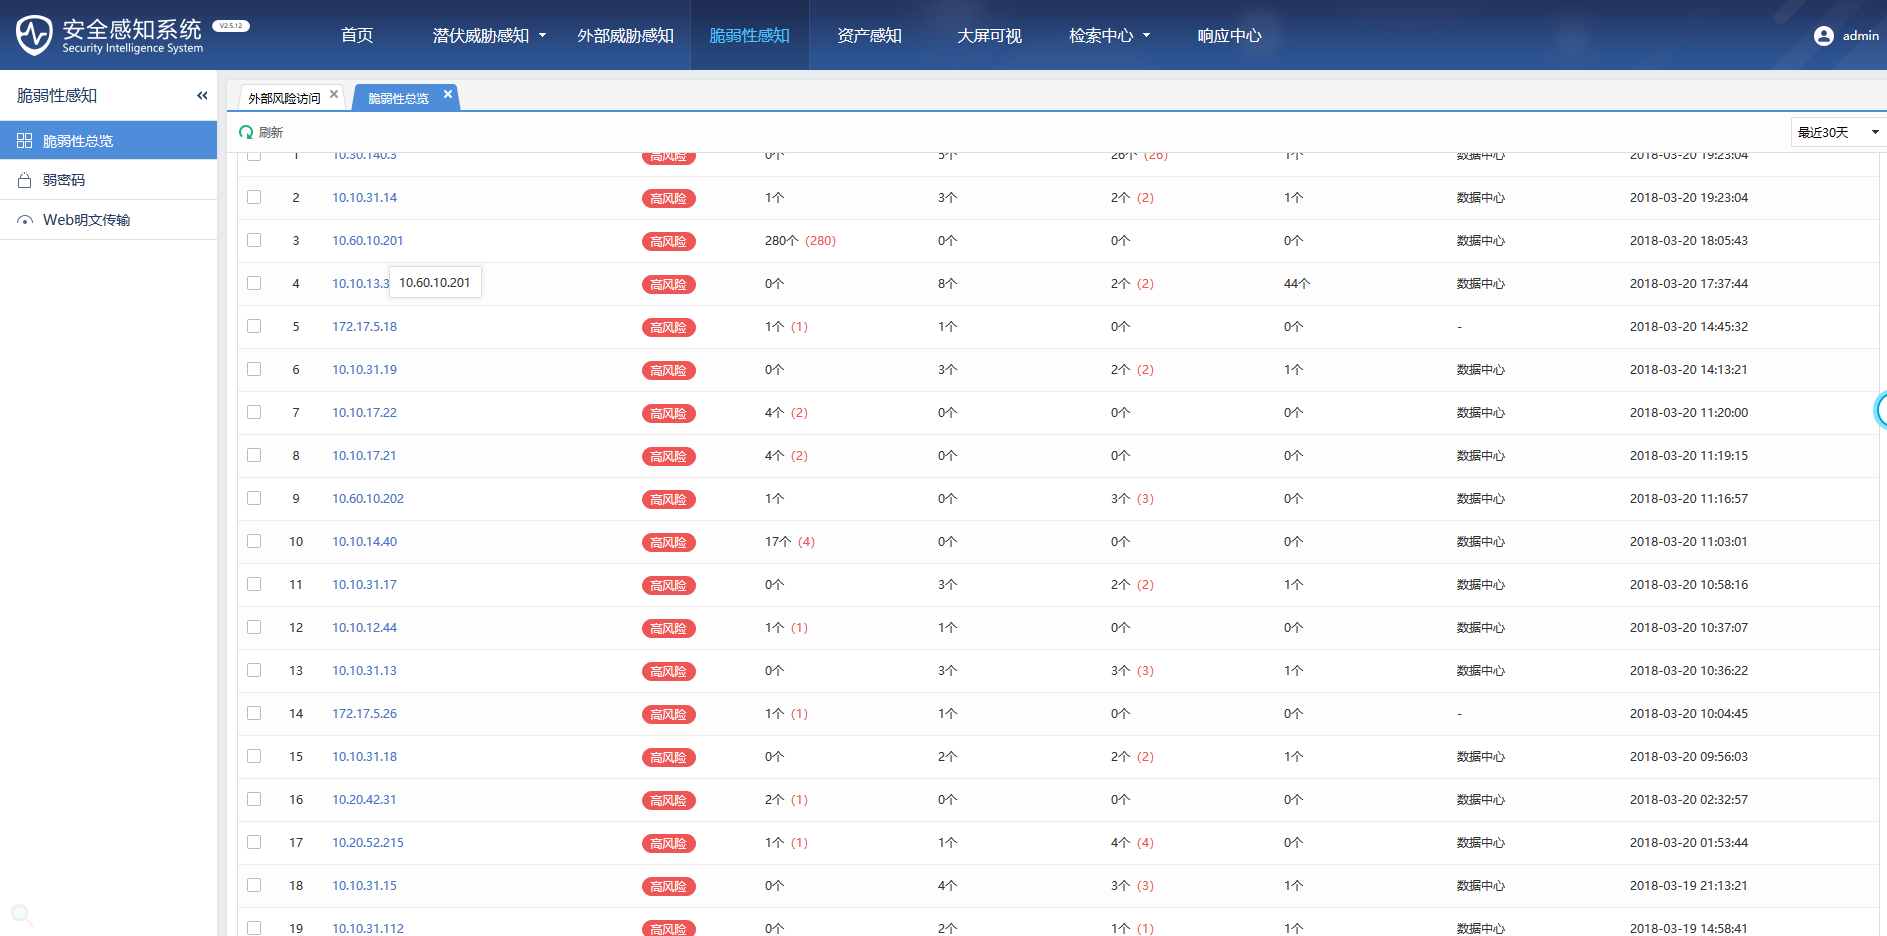 安全感知系统 V2.5.12
Security Intelligence System
首页 潜伏威胁感知 外部威胁感知 脆弱性感知 资产感知 大屏可视 检索中心 响应中心 admin
脆弱性感知
脆弱性总览
弱密码
Web明文传输
外部风险访问 脆弱性总览
刷新 最近30天
1 10.30.140.3 高风险 0个 5个 26个 (26) 1个 数据中心 2018-03-20 19:23:04
2 10.10.31.14 高风险 1个 3个 2个 (2) 1个 数据中心 2018-03-20 19:23:04
3 10.60.10.201 高风险 280个 (280) 0个 0个 0个 数据中心 2018-03-20 18:05:43
4 10.10.13.3 10.60.10.201 高风险 0个 8个 2个 (2) 44个 数据中心 2018-03-20 17:37:44
5 172.17.5.18 高风险 1个 (1) 1个 0个 0个 - 2018-03-20 14:45:32
6 10.10.31.19 高风险 0个 3个 2个 (2) 1个 数据中心 2018-03-20 14:13:21
7 10.10.17.22 高风险 4个 (2) 0个 0个 0个 数据中心 2018-03-20 11:20:00
8 10.10.17.21 高风险 4个 (2) 0个 0个 0个 数据中心 2018-03-20 11:19:15
9 10.60.10.202 高风险 1个 0个 3个 (3) 0个 数据中心 2018-03-20 11:16:57
10 10.10.14.40 高风险 17个 (4) 0个 0个 0个 数据中心 2018-03-20 11:03:01
11 10.10.31.17 高风险 0个 3个 2个 (2) 1个 数据中心 2018-03-20 10:58:16
12 10.10.12.44 高风险 1个 (1) 1个 0个 0个 数据中心 2018-03-20 10:37:07
13 10.10.31.13 高风险 0个 3个 3个 (3) 1个 数据中心 2018-03-20 10:36:22
14 172.17.5.26 高风险 1个 (1) 1个 0个 0个 - 2018-03-20 10:04:45
15 10.10.31.18 高风险 0个 2个 2个 (2) 1个 数据中心 2018-03-20 09:56:03
16 10.20.42.31 高风险 2个 (1) 0个 0个 0个 数据中心 2018-03-20 02:32:57
17 10.20.52.215 高风险 1个 (1) 1个 4个 (4) 0个 数据中心 2018-03-20 01:53:44
18 10.10.31.15 高风险 0个 4个 3个 (3) 1个 数据中心 2018-03-19 21:13:21
19 10.10.31.112 高风险 0个 2个 1个 (1) 1个 数据中心 2018-03-19 14:58:41